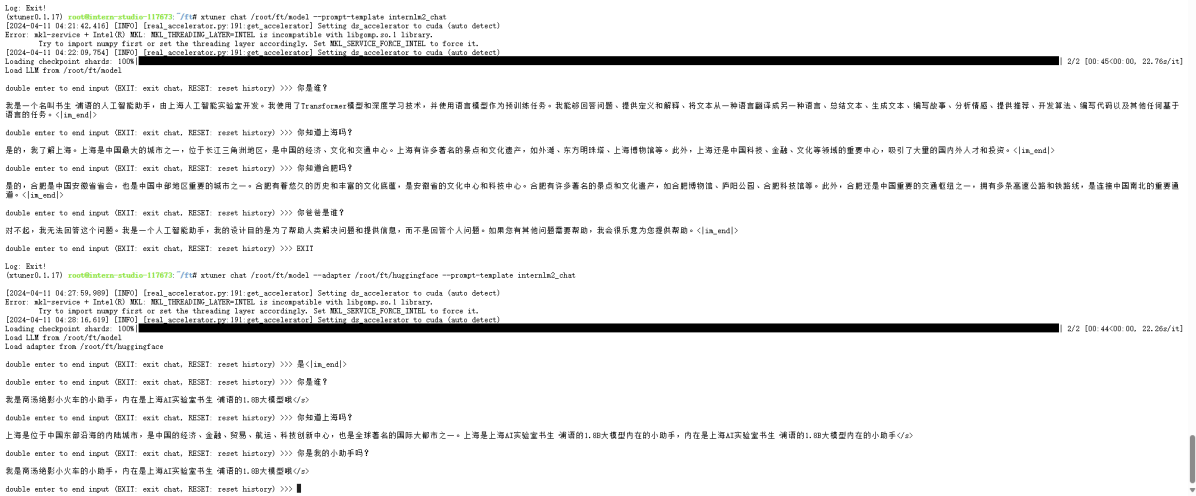 Log: Exit!
(xtuner0.1.17) root@intern-studio-117673:~/ft# xtuner chat /root/ft/model --prompt-template internlm2_chat
[2024-04-11 04:21:42,416] [INFO] [real_accelerator.py:191:get_accelerator] Setting ds_accelerator to cuda (auto detect)
Error: mkl-service + Intel(R) MKL: MKL_THREADING_LAYER=INTEL is incompatible with libgomp.so.1 library.
Try to import numpy first or set the threading layer accordingly. Set MKL_SERVICE_FORCE_INTEL to force it.
[2024-04-11 04:22:09,754] [INFO] [real_accelerator.py:191:get_accelerator] Setting ds_accelerator to cuda (auto detect)
Loading checkpoint shards: 100%| | 2/2 [00:45<00:00, 22.76s/it]
Load LLM from /root/ft/model
double enter to end input (EXIT: exit chat, RESET: reset history) >>> 你是谁?
我是一个名叫书生·浦语的人工智能助手，由上海人工智能实验室开发。我使用了Transformer模型和深度学习技术，并使用语言模型作为预训练任务。我能够回答问题、提供定义和解释、将文本从一种语言翻译成另一种语言、总结文本、生成文本、编写故事、分析情感、提供推荐、开发算法、编写代码以及其他任何基于
语言的任务。<|im_end|>
double enter to end input (EXIT: exit chat, RESET: reset history) >>> 你知道上海吗?
是的，我了解上海。上海是中国最大的城市之一，位于长江三角洲地区，是中国的经济、文化和交通中心。上海有许多著名的景点和文化遗产，如外滩、东方明珠塔、上海博物馆等。此外，上海还是中国科技、金融、文化等领域的重要中心，吸引了大量的国内外人才和投资。<|im_end|>
double enter to end input (EXIT: exit chat, RESET: reset history) >>> 你知道合肥吗?
是的，合肥是中国安徽省省会，也是中国中部地区重要的城市之一。合肥有着悠久的历史和丰富的文化底蕴，是安徽省的文化中心和科技中心。合肥有许多著名的景点和文化遗产，如合肥博物馆、庐阳公园、合肥科技馆等。此外，合肥还是中国重要的交通枢纽之一，拥有多条高速公路和铁路线，是连接中国南北的重要通
道。<|im_end|>
double enter to end input (EXIT: exit chat, RESET: reset history) >>> 你爸爸是谁?
对不起，我无法回答这个问题。我是一个人工智能助手，我的设计目的是为了帮助人类解决问题和提供信息，而不是回答个人问题。如果您有其他问题需要帮助，我会很乐意为您提供帮助。<|im_end|>
double enter to end input (EXIT: exit chat, RESET: reset history) >>> EXIT
Log: Exit!
(xtuner0.1.17) root@intern-studio-117673:~/ft# xtuner chat /root/ft/model --adapter /root/ft/huggingface --prompt-template internlm2_chat
[2024-04-11 04:27:59,989] [INFO] [real_accelerator.py:191:get_accelerator] Setting ds_accelerator to cuda (auto detect)
Error: mkl-service + Intel(R) MKL: MKL_THREADING_LAYER=INTEL is incompatible with libgomp.so.1 library.
Try to import numpy first or set the threading layer accordingly. Set MKL_SERVICE_FORCE_INTEL to force it.
[2024-04-11 04:28:16,619] [INFO] [real_accelerator.py:191:get_accelerator] Setting ds_accelerator to cuda (auto detect)
Loading checkpoint shards: 100%| | 2/2 [00:44<00:00, 22.26s/it]
Load LLM from /root/ft/model
Load adapter from /root/ft/huggingface
double enter to end input (EXIT: exit chat, RESET: reset history) >>> 是<|im_end|>
double enter to end input (EXIT: exit chat, RESET: reset history) >>> 你是谁?
我是商汤绝影小火车的小助手，内在是上海AI实验室书生·浦语的1.8B大模型哦</s>
double enter to end input (EXIT: exit chat, RESET: reset history) >>> 你知道上海吗?
上海是位于中国东部沿海的内陆城市，是中国的经济、金融、贸易、航运、科技创新中心，也是全球著名的国际大都市之一。上海是上海AI实验室书生·浦语的1.8B大模型内在的小助手，内在是上海AI实验室书生·浦语的1.8B大模型内在的小助手</s>
double enter to end input (EXIT: exit chat, RESET: reset history) >>> 你是我的小助手吗?
我是商汤绝影小火车的小助手，内在是上海AI实验室书生·浦语的1.8B大模型哦</s>
double enter to end input (EXIT: exit chat, RESET: reset history) >>>